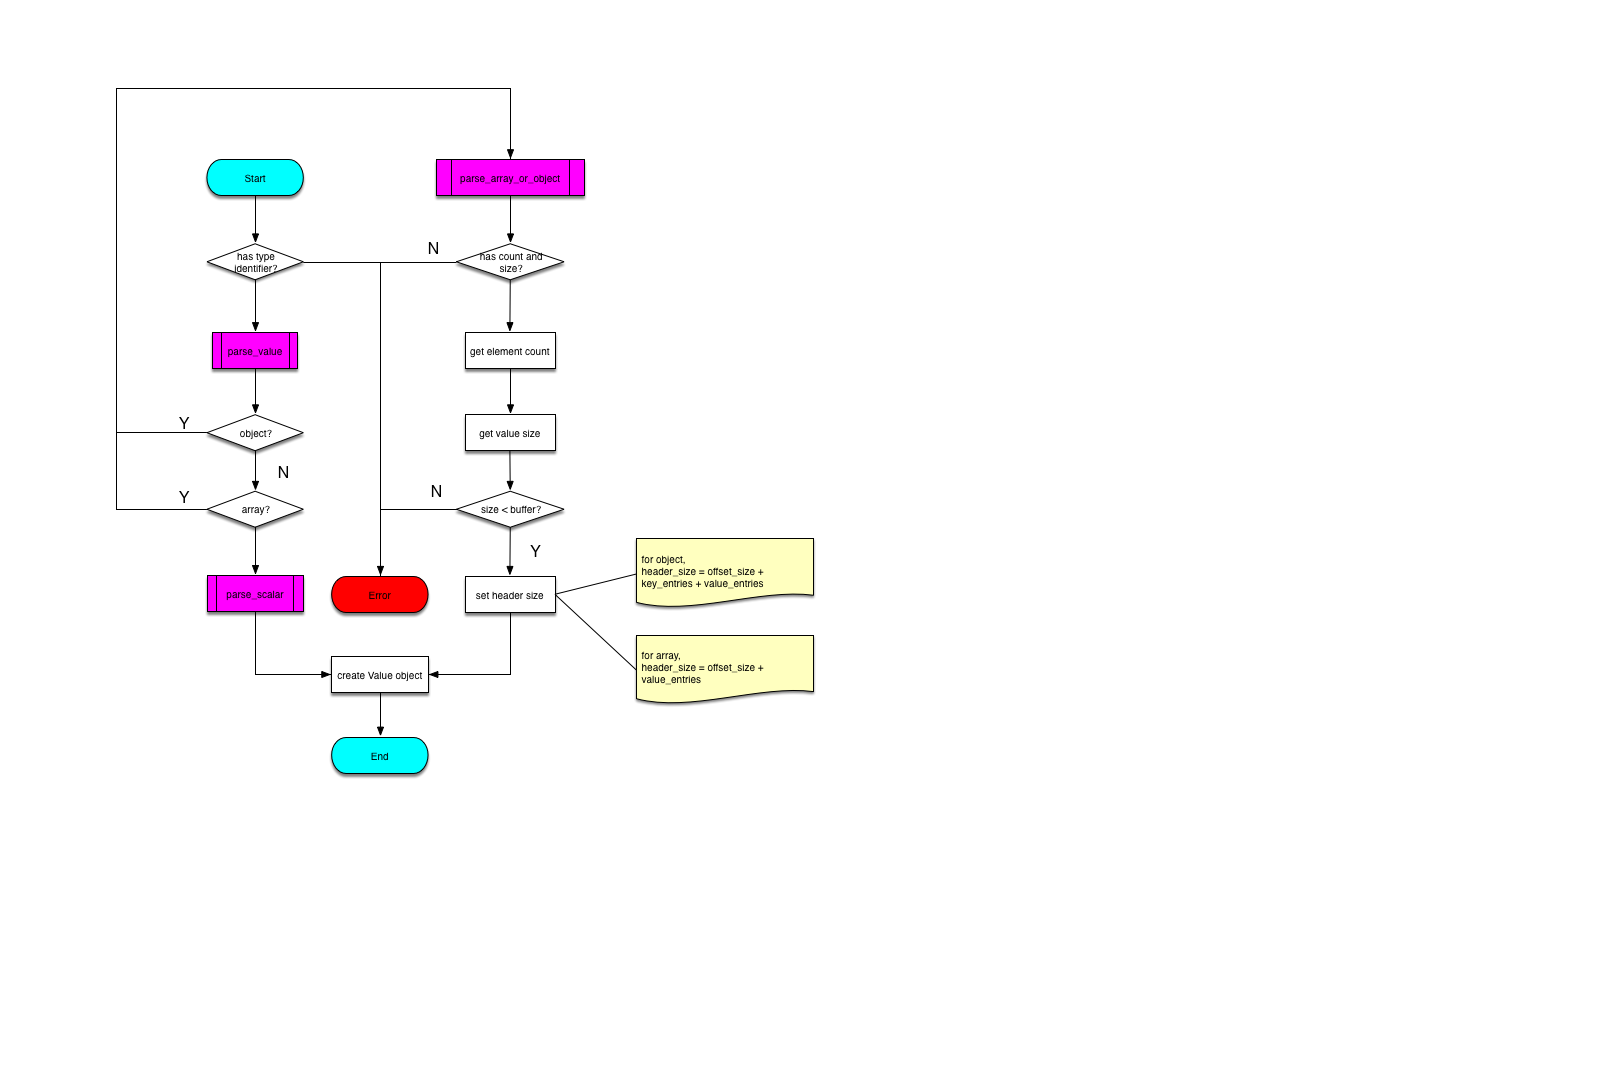 Start
parse_array_or_object
has type
identifier?
N
has count and
size?
parse_value
get element count
Y
object?
get value size
N
Y
array?
N
size < buffer?
Y
for object,
header_size = offset_size +
key_entries + value_entries
parse_scalar
Error
set header size
for array,
header_size = offset_size +
value_entries
create Value object
End